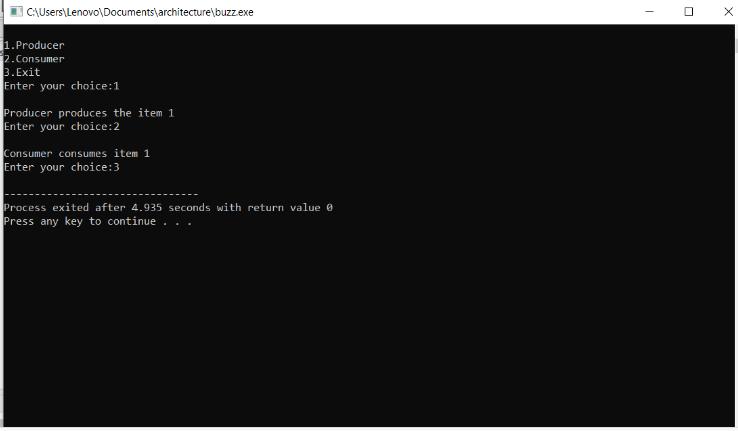 C:\Users\Lenovo\Documents\architecture\buzz.exe
1.Producer
2.Consumer
3.Exit
Enter your choice:1
Producer produces the item 1
Enter your choice:2
Consumer consumes item 1
Enter your choice:3
--------------------------------
Process exited after 4.935 seconds with return value 0
Press any key to continue . . .